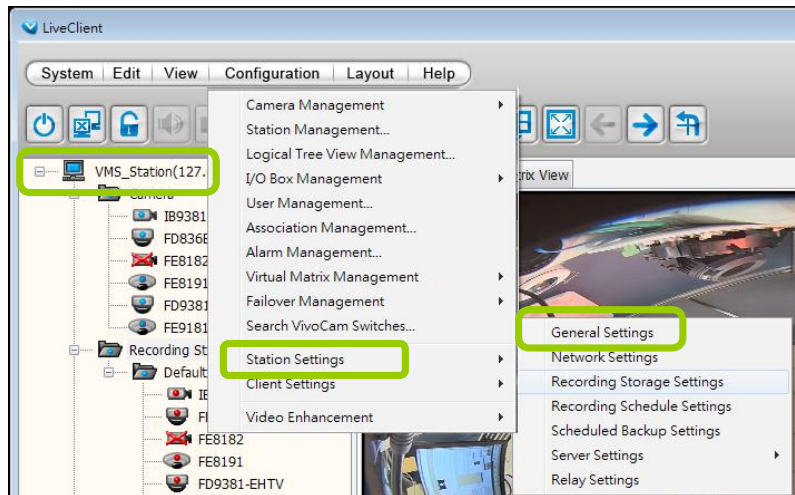 LiveClient
System Edit View Configuration Layout Help
VMS_Station(127.
Camera
IB9381
FD836
FE8182
FE8191
FD9381
FE9181
Recording St
Default
FE8182
FE8191
FD9381-EHTV
Camera Management
Station Management...
Logical Tree View Management...
I/O Box Management
User Management...
Association Management...
Alarm Management...
Virtual Matrix Management
Failover Management
Search VivoCam Switches...
Station Settings
Client Settings
Video Enhancement
trix View
General Settings
Network Settings
Recording Storage Settings
Recording Schedule Settings
Scheduled Backup Settings
Server Settings
Relay Settings